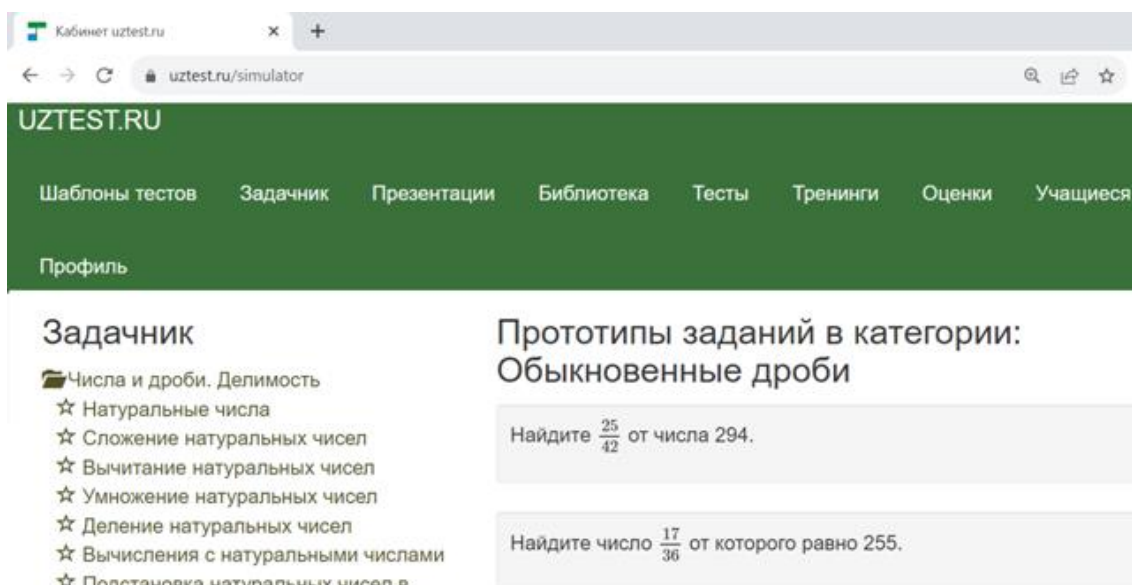 Кабинет uztest.ru
uztest.ru/simulator
UZTEST.RU
Шаблоны тестов Задачник Презентации Библиотека Тесты Тренинги Оценки Учащиеся
Профиль
Задачник
Числа и дроби. Делимость
Натуральные числа
Сложение натуральных чисел
Вычитание натуральных чисел
Умножение натуральных чисел
Деление натуральных чисел
Вычисления с натуральными числами
Подстановка натуральных чисел в
Прототипы заданий в категории:
Обыкновенные дроби
Найдите 25/42 от числа 294.
Найдите число 17/36 от которого равно 255.